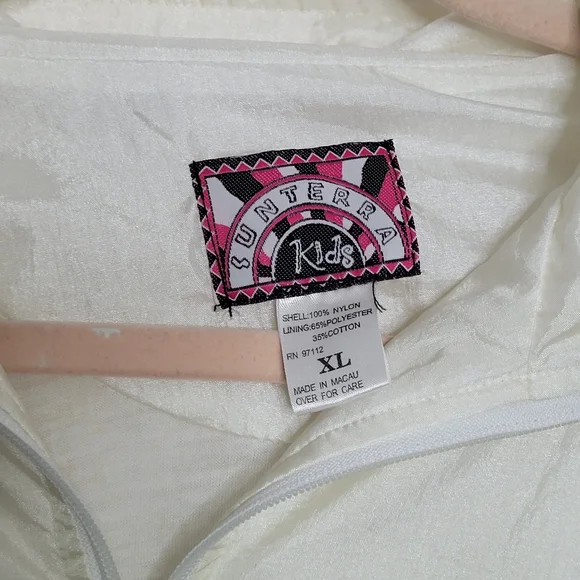 SUNTERRA
Kids
SHELL:100% NYLON
LINING:65%POLYESTER
35%COTTON
RN 97112
XL
MADE IN MACAU
OVER FOR CARE